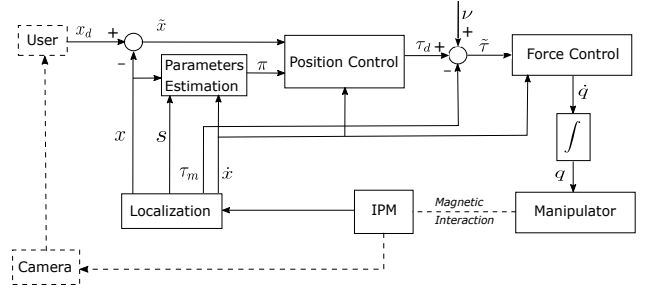 User
x_d
+
x̃
-
Parameters
Estimation
π
Position Control
τ_d
+
ν
+
-
τ̃
Force Control
q̇
∫
q
x
s
τ_m
ẋ
Localization
IPM
Magnetic
Interaction
Manipulator
Camera